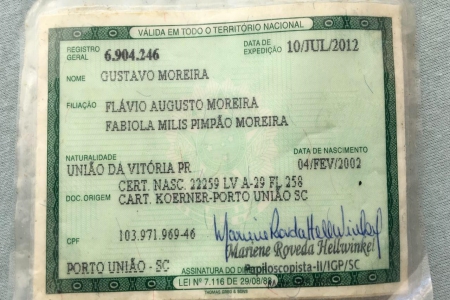 VÁLIDA EM TODO O TERRITÓRIO NACIONAL
REGISTRO GERAL 6.904.246 DATA DE EXPEDIÇÃO 10/JUL/2012
NOME GUSTAVO MOREIRA
FILIAÇÃO FLÁVIO AUGUSTO MOREIRA
FABIOLA MILIS PIMPÃO MOREIRA
NATURALIDADE DATA DE NASCIMENTO
UNIÃO DA VITÓRIA PR 04/FEV/2002
CERT. NASC. 22259 LV A-29 FL 258
DOC. ORIGEM CART. KOERNER-PORTO UNIÃO SC
CPF 103.971.969-46
Mariene Roveda Hellwinkel
PORTO UNIÃO - SC ASSINATURA DO Papiloscopista-II/IGP/SC
LEI Nº 7.116 DE 29/08/83